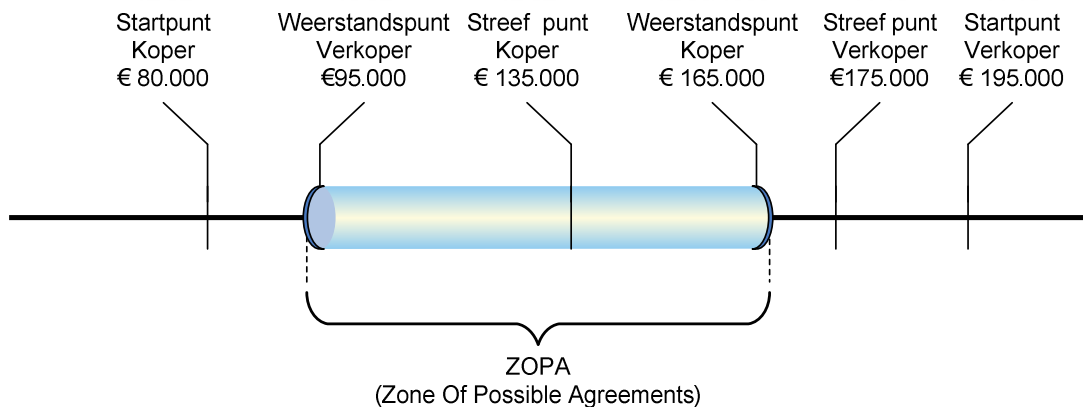 Startpunt
Koper
€ 80.000
Weerstandspunt
Verkoper
€95.000
Streef punt
Koper
€ 135.000
Weerstandspunt
Koper
€ 165.000
Streef punt
Verkoper
€175.000
Startpunt
Verkoper
€ 195.000
ZOPA
(Zone Of Possible Agreements)